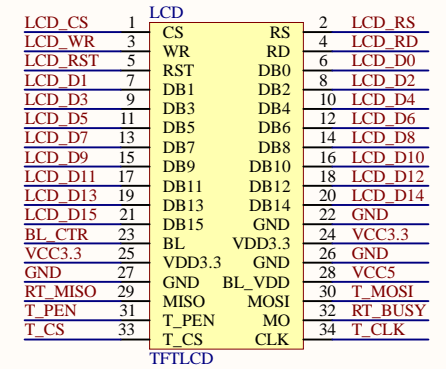 LCD
LCD_CS 1 CS RS 2 LCD_RS
LCD_WR 3 WR RD 4 LCD_RD
LCD_RST 5 RST DB0 6 LCD_D0
LCD_D1 7 DB1 DB2 8 LCD_D2
LCD_D3 9 DB3 DB4 10 LCD_D4
LCD_D5 11 DB5 DB6 12 LCD_D6
LCD_D7 13 DB7 DB8 14 LCD_D8
LCD_D9 15 DB9 DB10 16 LCD_D10
LCD_D11 17 DB11 DB12 18 LCD_D12
LCD_D13 19 DB13 DB14 20 LCD_D14
LCD_D15 21 DB15 GND 22 GND
BL_CTR 23 BL VDD3.3 24 VCC3.3
VCC3.3 25 VDD3.3 GND 26 GND
GND 27 GND BL_VDD 28 VCC5
RT_MISO 29 MISO MOSI 30 T_MOSI
T_PEN 31 T_PEN MO 32 RT_BUSY
T_CS 33 T_CS CLK 34 T_CLK
TFTLCD